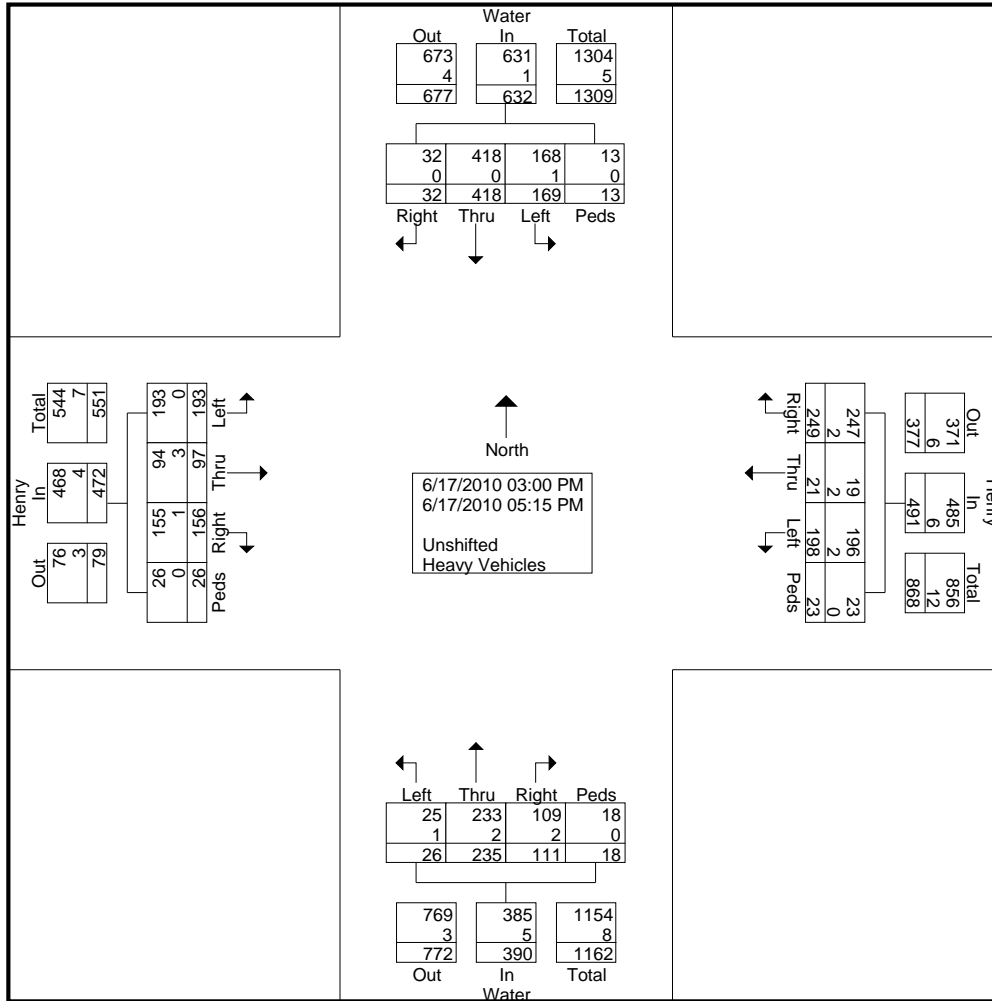 Water
Out In Total
673 631 1304
4 1 5
677 632 1309
32 418 168 13
0 0 1 0
32 418 169 13
Right Thru Left Peds
Henry
Total In Out
544 468 76
7 4 3
551 472 79
193 94 155 26
0 3 1 0
193 97 156 26
Left Thru Right Peds
North
6/17/2010 03:00 PM
6/17/2010 05:15 PM
Unshifted
Heavy Vehicles
Right Thru Left Peds
247 19 196 23
2 2 2 0
249 21 198 23
Henry
Out In Total
371 485 856
6 6 12
377 491 868
Left Thru Right Peds
25 233 109 18
1 2 2 0
26 235 111 18
769 385 1154
3 5 8
772 390 1162
Out In Total
Water